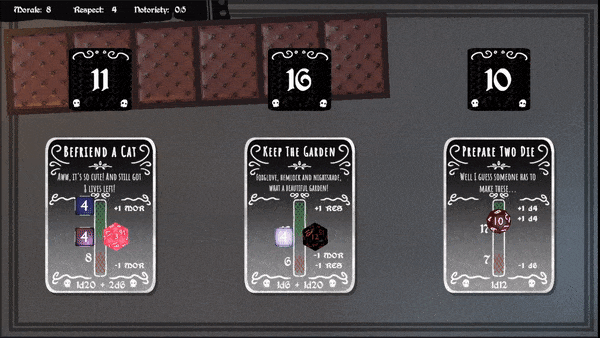 Morale: 8 Respect: 4 Notoriety: 0/5
11
16
10
Befriend a Cat
Aww, it's so cute! And still got
8 lives left!
4
+1 MOR
4
3
8
-1 MOR
1d20 + 2d6
Keep the Garden
Foxglove, hemlock and nightshade,
what a beautiful garden!
+1 RES
4
6
-1 MOR
-1 RES
1d6 + 1d20
Prepare Two Die
Well I guess someone has to
make these...
+1 d4
+1 d4
10
12
7
-1 d6
1d12